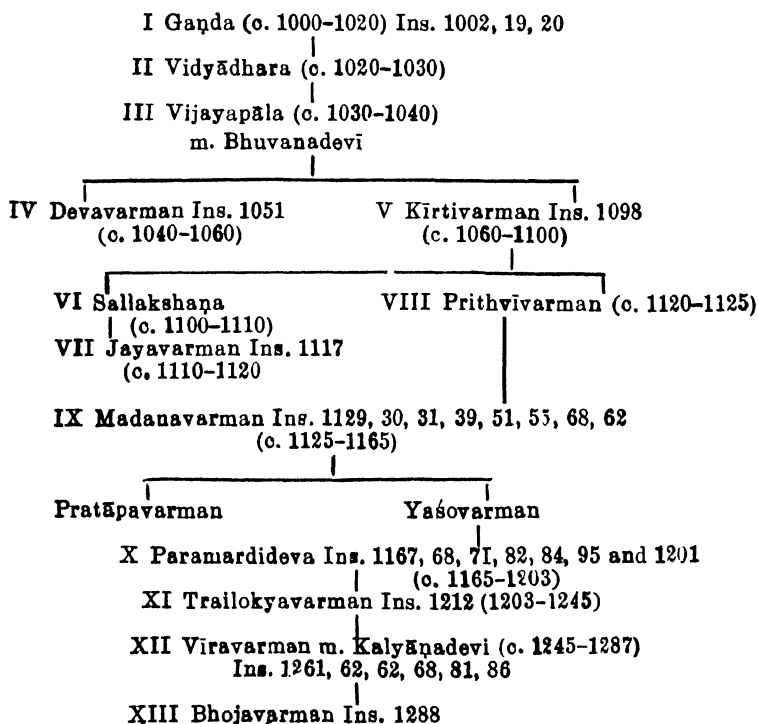 I Gaṇḍa (c. 1000-1020) Ins. 1002, 19, 20
II Vidyādhara (c. 1020-1030)
III Vijayapāla (c. 1030-1040)
m. Bhuvanadevī
IV Devavarman Ins. 1051 V Kīrtivarman Ins. 1098
(c. 1040-1060) (c. 1060-1100)
VI Sallakshaṇa VIII Prithvīvarman (c. 1120-1125)
(c. 1100-1110)
VII Jayavarman Ins. 1117
(c. 1110-1120
IX Madanavarman Ins. 1129, 30, 31, 39, 51, 55, 68, 62
(c. 1125-1165)
Pratāpavarman Yaśovarman
X Paramardideva Ins. 1167, 68, 71, 82, 84, 95 and 1201
(c. 1165-1203)
XI Trailokyavarman Ins. 1212 (1203-1245)
XII Vīravarman m. Kalyāṇadevi (c. 1245-1287)
Ins. 1261, 62, 62, 68, 81, 86
XIII Bhojavarman Ins. 1288